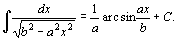 ∫ dx/√(b² − a²x²) = 1/a arcsin ax/b + C.